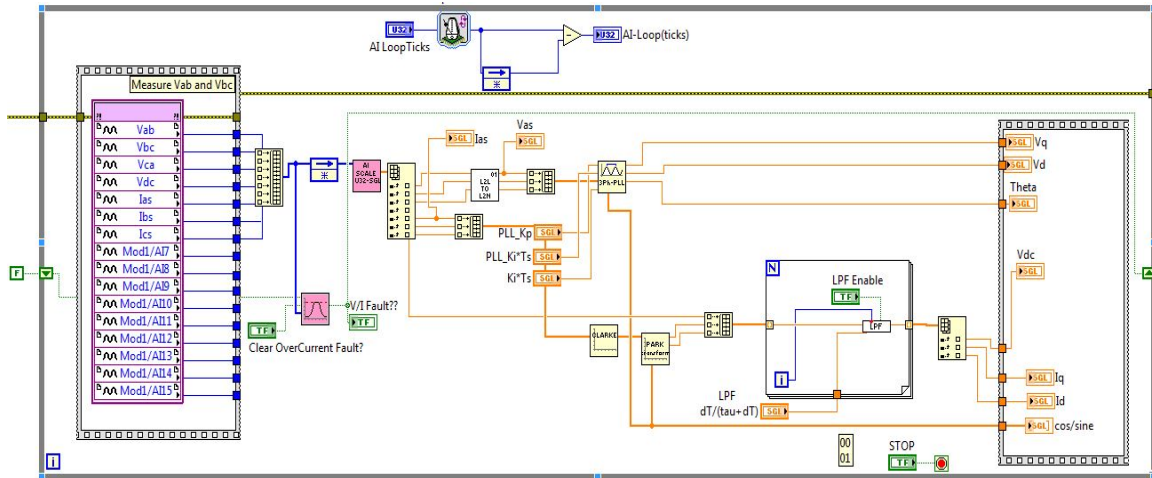 U32
AI LoopTicks
U32
AI-Loop(ticks)
Measure Vab and Vbc
Vab
Vbc
Vca
Vdc
Ias
Ibs
Ics
Mod1/AI7
Mod1/AI8
Mod1/AI9
Mod1/AI10
Mod1/AI11
Mod1/AI12
Mod1/AI13
Mod1/AI14
Mod1/AI15
F
TF
Clear OverCurrent Fault?
V/I Fault??
TF
AI
SCALE
U32-SGL
SGL
Ias
Vas
SGL
L2L
TO
L2N
3Ph-PLL
PLL_Kp
SGL
PLL_Ki*Ts
SGL
Ki*Ts
SGL
CLARKE
PARK
transform
N
LPF Enable
TF
LPF
i
LPF
dT/(tau+dT)
SGL
SGL
Vq
SGL
Vd
Theta
SGL
Vdc
SGL
SGL
Iq
SGL
Id
SGL
cos/sine
00
01
STOP
TF
i